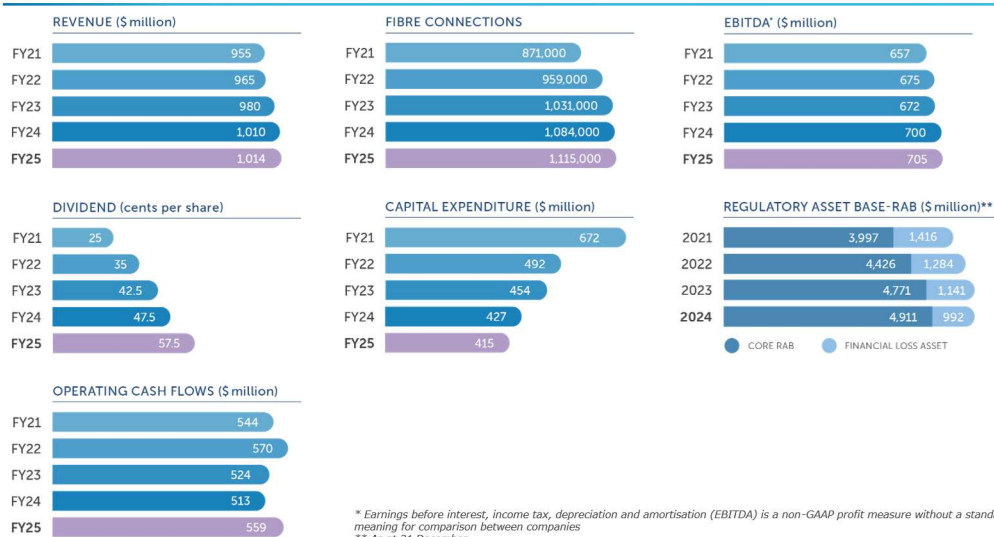 REVENUE ($million)
FY21 955
FY22 965
FY23 980
FY24 1,010
FY25 1,014
FIBRE CONNECTIONS
FY21 871,000
FY22 959,000
FY23 1,031,000
FY24 1,084,000
FY25 1,115,000
EBITDA* ($million)
FY21 657
FY22 675
FY23 672
FY24 700
FY25 705
DIVIDEND (cents per share)
FY21 25
FY22 35
FY23 42.5
FY24 47.5
FY25 57.5
CAPITAL EXPENDITURE ($million)
FY21 672
FY22 492
FY23 454
FY24 427
FY25 415
REGULATORY ASSET BASE-RAB ($million)**
2021 3,997 1,416
2022 4,426 1,284
2023 4,771 1,141
2024 4,911 992
CORE RAB FINANCIAL LOSS ASSET
OPERATING CASH FLOWS ($million)
FY21 544
FY22 570
FY23 524
FY24 513
FY25 559
* Earnings before interest, income tax, depreciation and amortisation (EBITDA) is a non-GAAP profit measure without a
meaning for comparison between companies
** As at 31 December